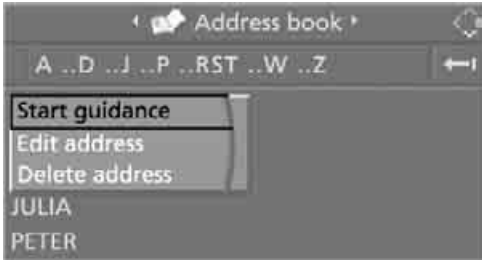 Address book
A ..D ..J ..P ..RST ..W ..Z
Start guidance
Edit address
Delete address
JULIA
PETER